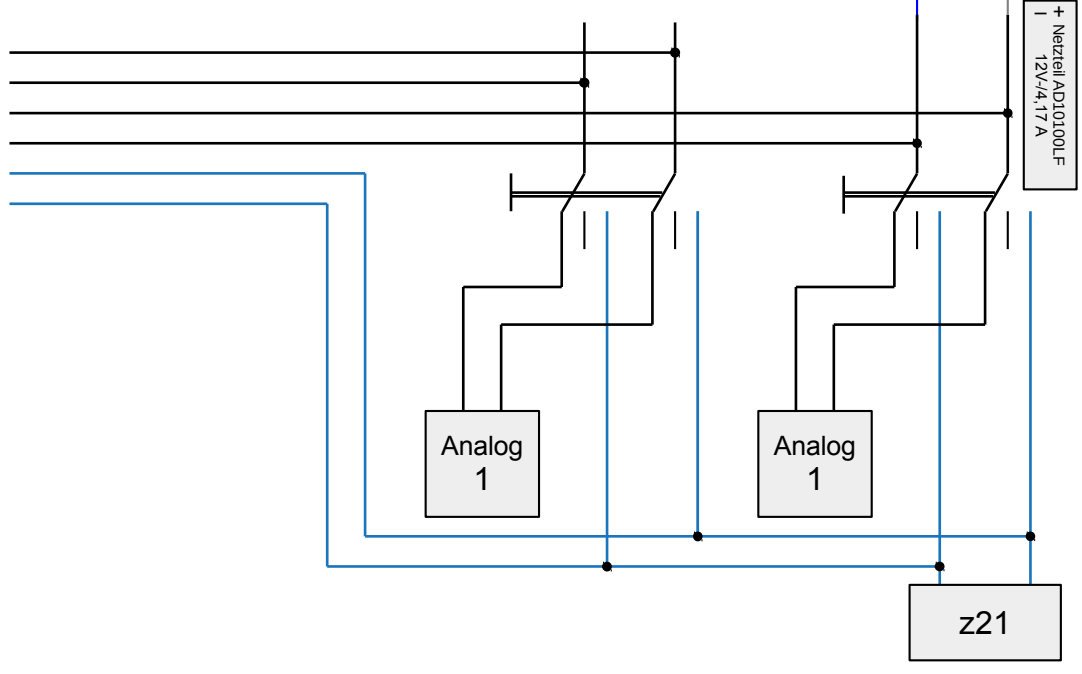 + Netzteil AD10100LF
– 12V-/4,17 A
Analog
1
Analog
1
z21